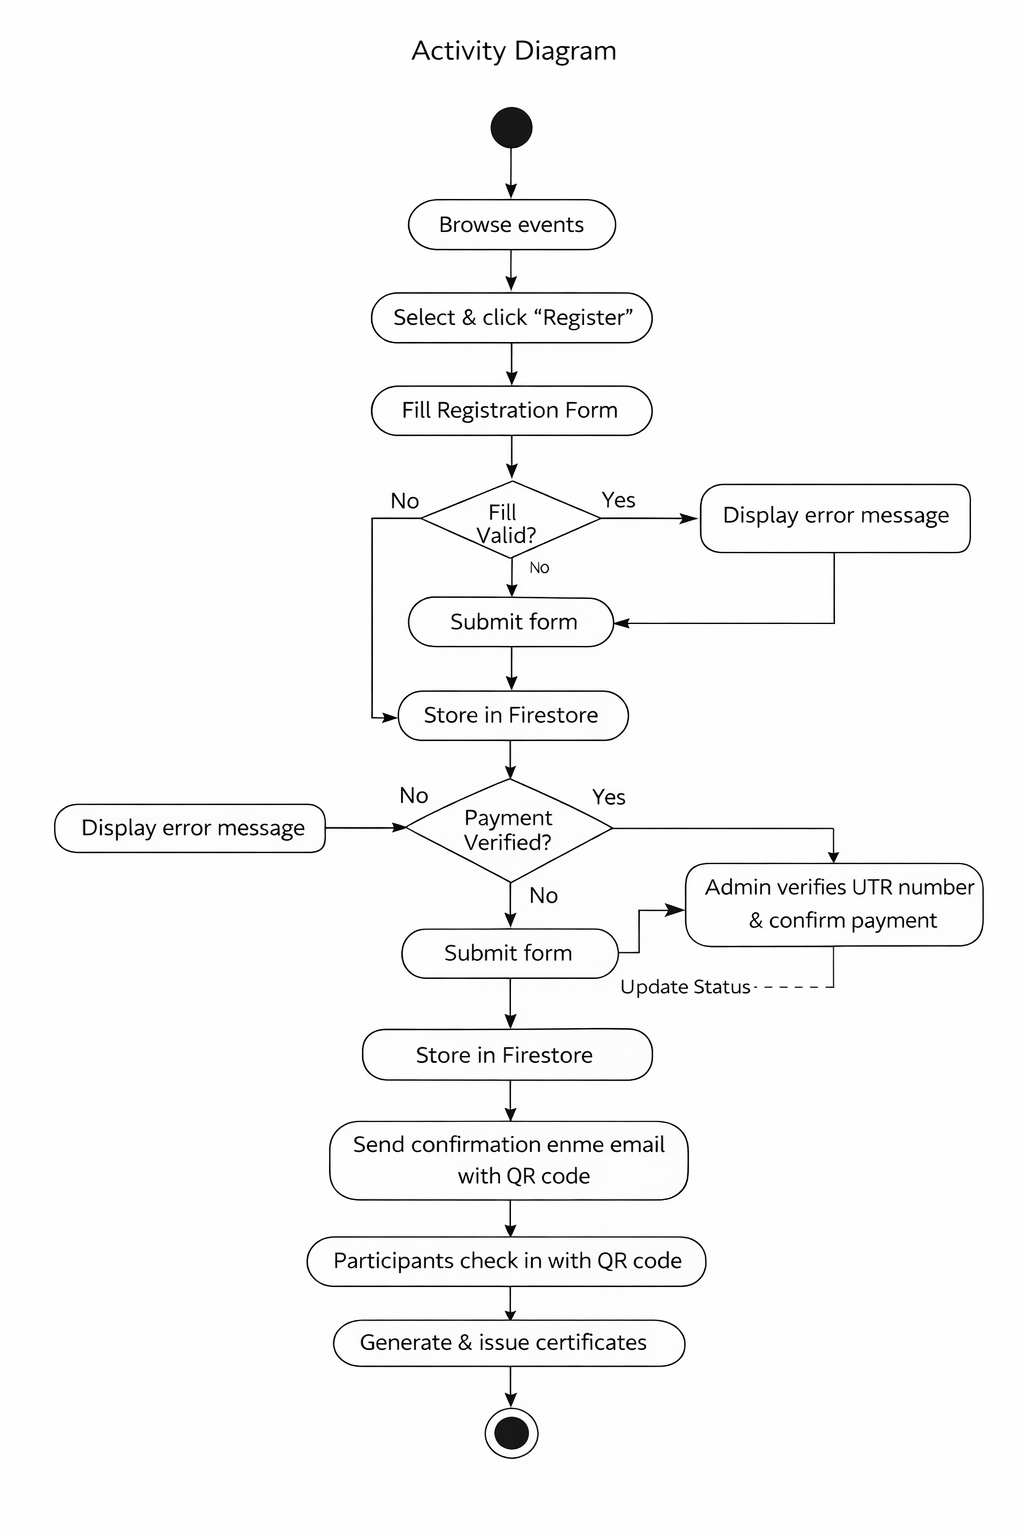 Activity Diagram
Browse events
Select & click “Register”
Fill Registration Form
No
Yes
Fill
Valid?
Display error message
No
Submit form
Store in Firestore
No
Yes
Payment
Verified?
Display error message
No
Admin verifies UTR number
& confirm payment
Submit form
Update Status
Store in Firestore
Send confirmation enme email
with QR code
Participants check in with QR code
Generate & issue certificates